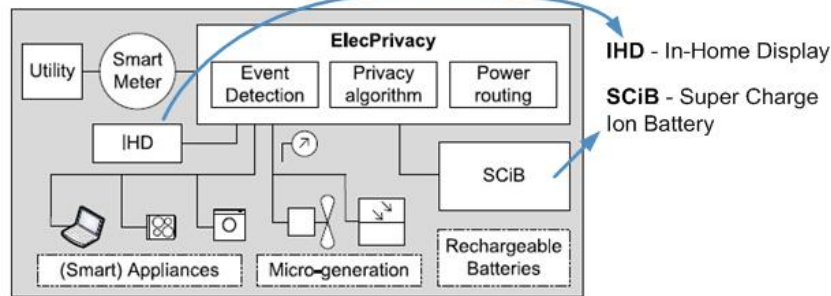 ElecPrivacy
Utility
Smart
Meter
Event
Detection
Privacy
algorithm
Power
routing
IHD
SCiB
(Smart) Appliances
Micro-generation
Rechargeable
Batteries
IHD - In-Home Display
SCiB - Super Charge
Ion Battery